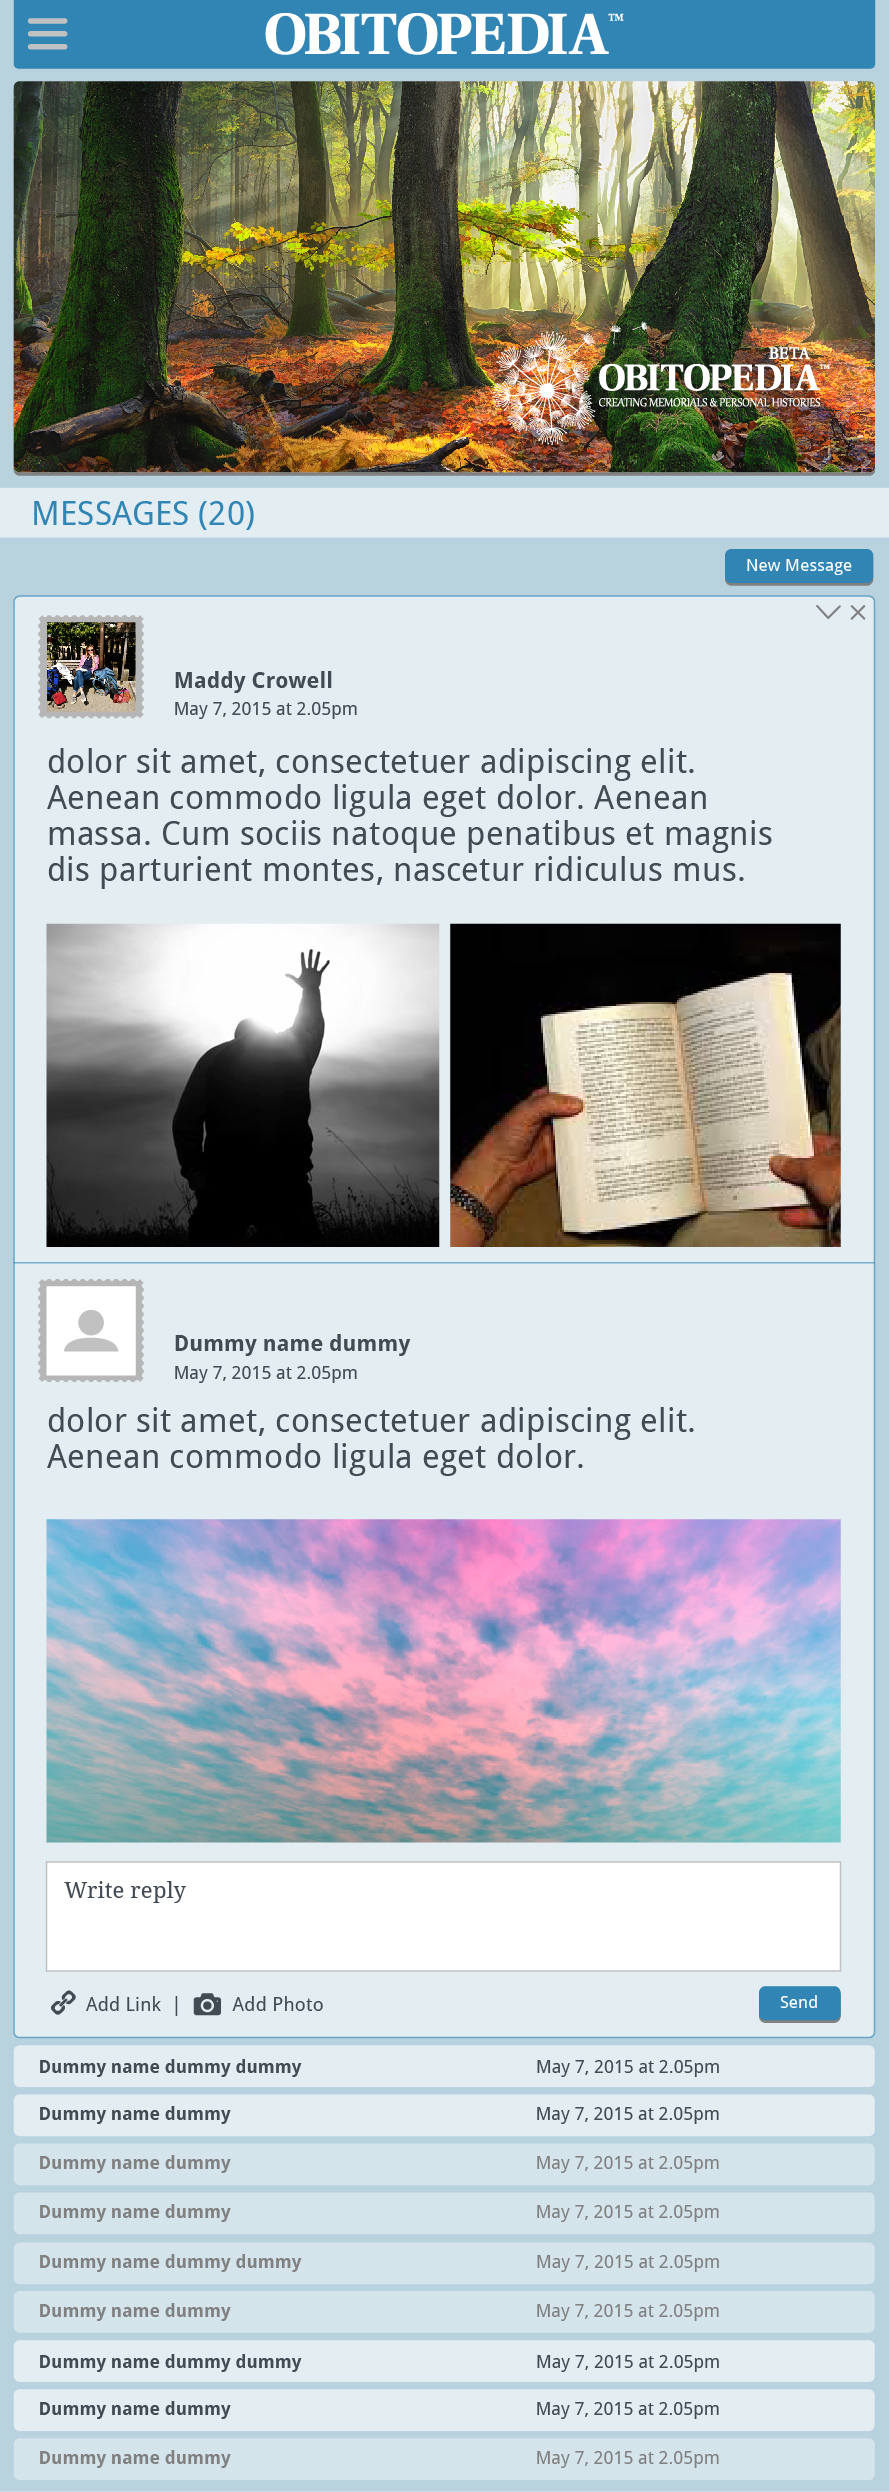 OBITOPEDIA™
BETA
OBITOPEDIA™
CREATING MEMORIALS & PERSONAL HISTORIES
MESSAGES (20)
New Message
Maddy Crowell
May 7, 2015 at 2.05pm
dolor sit amet, consectetuer adipiscing elit.
Aenean commodo ligula eget dolor. Aenean
massa. Cum sociis natoque penatibus et magnis
dis parturient montes, nascetur ridiculus mus.
Dummy name dummy
May 7, 2015 at 2.05pm
dolor sit amet, consectetuer adipiscing elit.
Aenean commodo ligula eget dolor.
Write reply
Add Link | Add Photo
Send
Dummy name dummy dummy May 7, 2015 at 2.05pm
Dummy name dummy May 7, 2015 at 2.05pm
Dummy name dummy May 7, 2015 at 2.05pm
Dummy name dummy May 7, 2015 at 2.05pm
Dummy name dummy dummy May 7, 2015 at 2.05pm
Dummy name dummy May 7, 2015 at 2.05pm
Dummy name dummy dummy May 7, 2015 at 2.05pm
Dummy name dummy May 7, 2015 at 2.05pm
Dummy name dummy May 7, 2015 at 2.05pm